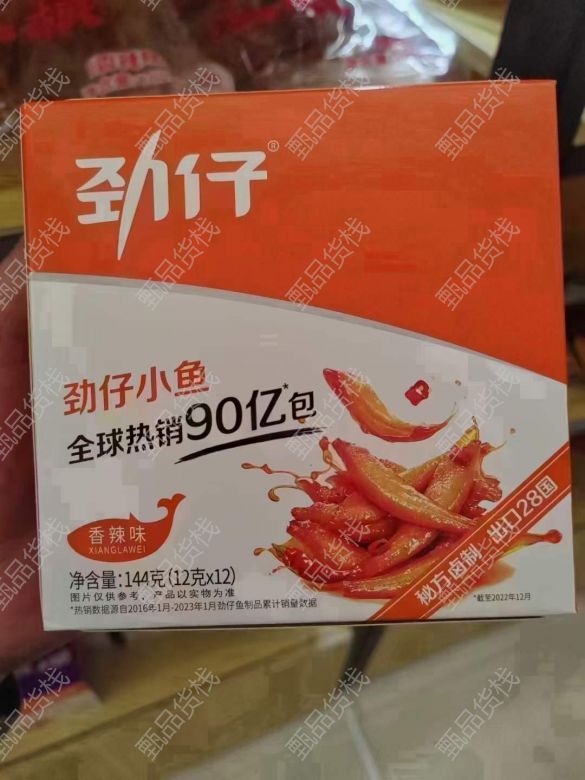 劲仔®
劲仔小鱼
全球热销90亿*包
香辣味
XIANGLAWEI
净含量:144克(12克x12)
图片仅供参考,产品以实物为准
*热销数据源自2016年1月-2023年1月劲仔鱼制品累计销量数据
秘方卤制 出口28国
*截至2022年12月
甄品货栈